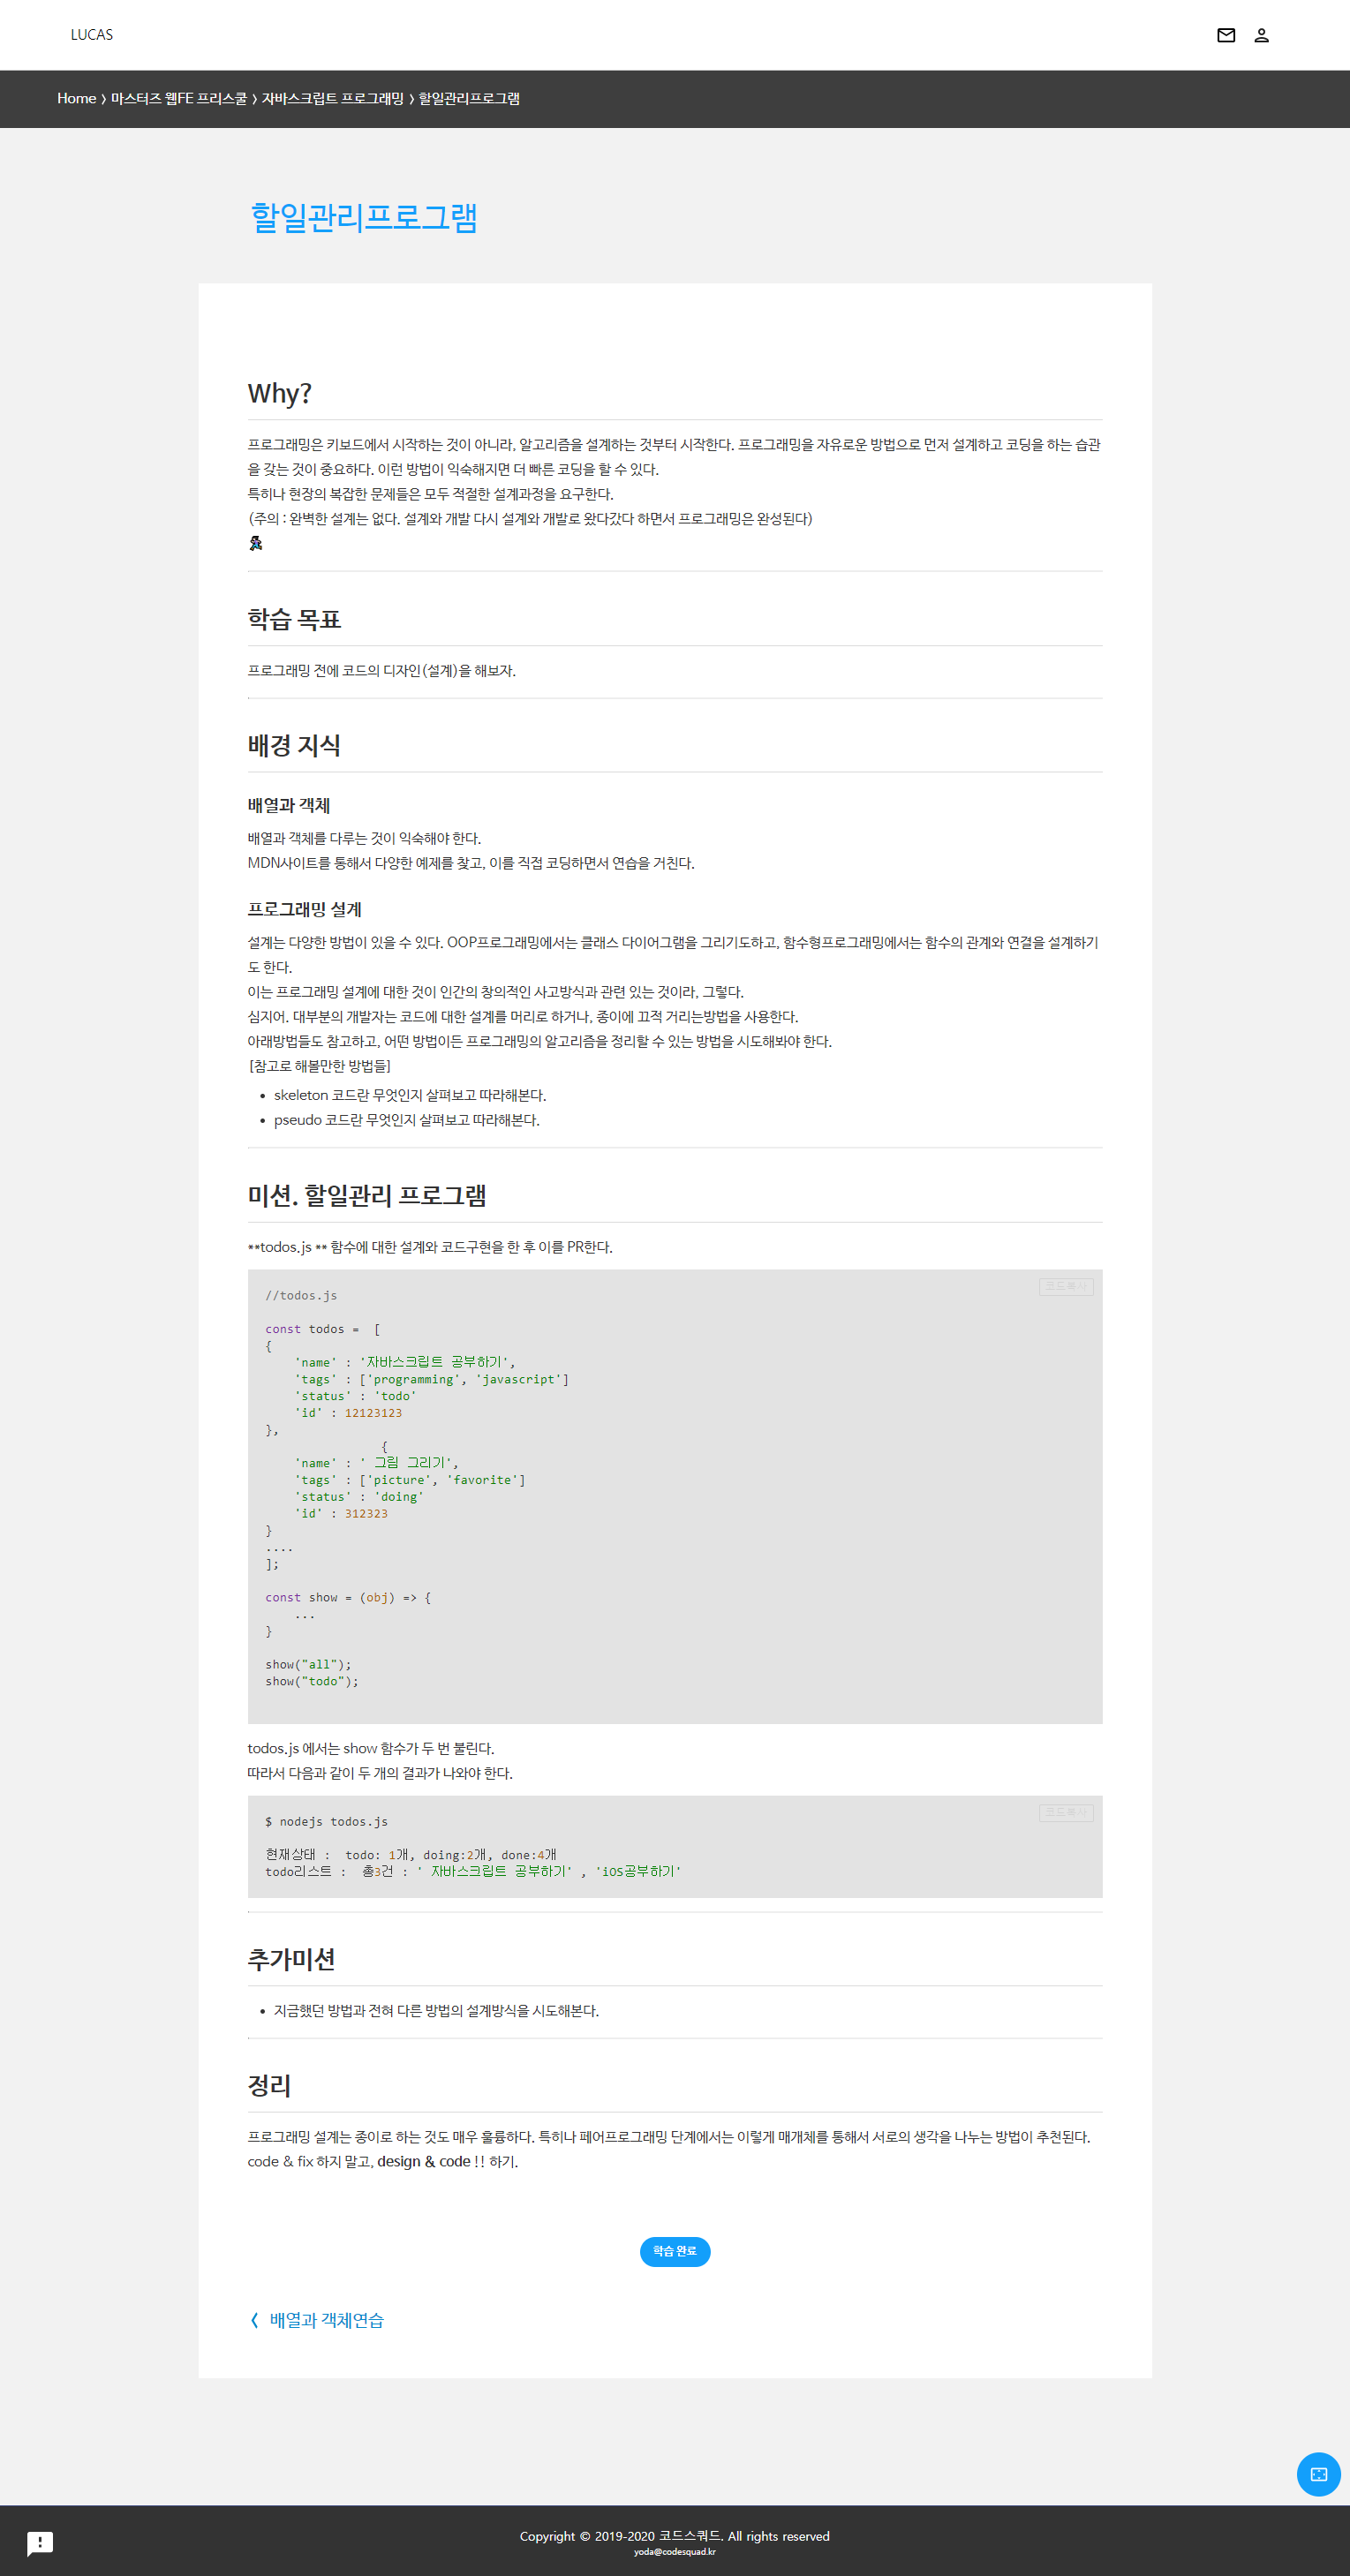 LUCAS
Home > 마스터즈 웹FE 프리스쿨 > 자바스크립트 프로그래밍 > 할일관리프로그램
할일관리프로그램
Why?
프로그래밍은 키보드에서 시작하는 것이 아니라, 알고리즘을 설계하는 것부터 시작한다. 프로그래밍을 자유로운 방법으로 먼저 설계하고 코딩을 하는 습관
을 갖는 것이 중요하다. 이런 방법이 익숙해지면 더 빠른 코딩을 할 수 있다.
특히나 현장의 복잡한 문제들은 모두 적절한 설계과정을 요구한다.
(주의 : 완벽한 설계는 없다. 설계와 개발 다시 설계와 개발로 왔다갔다 하면서 프로그래밍은 완성된다)
학습 목표
프로그래밍 전에 코드의 디자인(설계)을 해보자.
배경 지식
배열과 객체
배열과 객체를 다루는 것이 익숙해야 한다.
MDN사이트를 통해서 다양한 예제를 찾고, 이를 직접 코딩하면서 연습을 거친다.
프로그래밍 설계
설계는 다양한 방법이 있을 수 있다. OOP프로그래밍에서는 클래스 다이어그램을 그리기도하고, 함수형프로그래밍에서는 함수의 관계와 연결을 설계하기
도 한다.
이는 프로그래밍 설계에 대한 것이 인간의 창의적인 사고방식과 관련 있는 것이라, 그렇다.
심지어. 대부분의 개발자는 코드에 대한 설계를 머리로 하거나, 종이에 끄적 거리는방법을 사용한다.
아래방법들도 참고하고, 어떤 방법이든 프로그래밍의 알고리즘을 정리할 수 있는 방법을 시도해봐야 한다.
[참고로 해볼만한 방법들]
• skeleton 코드란 무엇인지 살펴보고 따라해본다.
• pseudo 코드란 무엇인지 살펴보고 따라해본다.
미션. 할일관리 프로그램
**todos.js ** 함수에 대한 설계와 코드구현을 한 후 이를 PR한다.
코드복사
//todos.js
const todos =  [
{
    'name' : '자바스크립트 공부하기',
    'tags' : ['programming', 'javascript']
    'status' : 'todo'
    'id' : 12123123
},
                {
    'name' : ' 그림 그리기',
    'tags' : ['picture', 'favorite']
    'status' : 'doing'
    'id' : 312323
}
....
];
const show = (obj) => {
    ...
}
show("all");
show("todo");
todos.js 에서는 show 함수가 두 번 불린다.
따라서 다음과 같이 두 개의 결과가 나와야 한다.
코드복사
$ nodejs todos.js
현재상태 :  todo: 1개, doing:2개, done:4개
todo리스트 :  총3건 : ' 자바스크립트 공부하기' , 'iOS공부하기'
추가미션
• 지금했던 방법과 전혀 다른 방법의 설계방식을 시도해본다.
정리
프로그래밍 설계는 종이로 하는 것도 매우 훌륭하다. 특히나 페어프로그래밍 단계에서는 이렇게 매개체를 통해서 서로의 생각을 나누는 방법이 추천된다.
code & fix 하지 말고, design & code !! 하기.
학습 완료
< 배열과 객체연습
Copyright © 2019-2020 코드스쿼드. All rights reserved
yoda@codesquad.kr